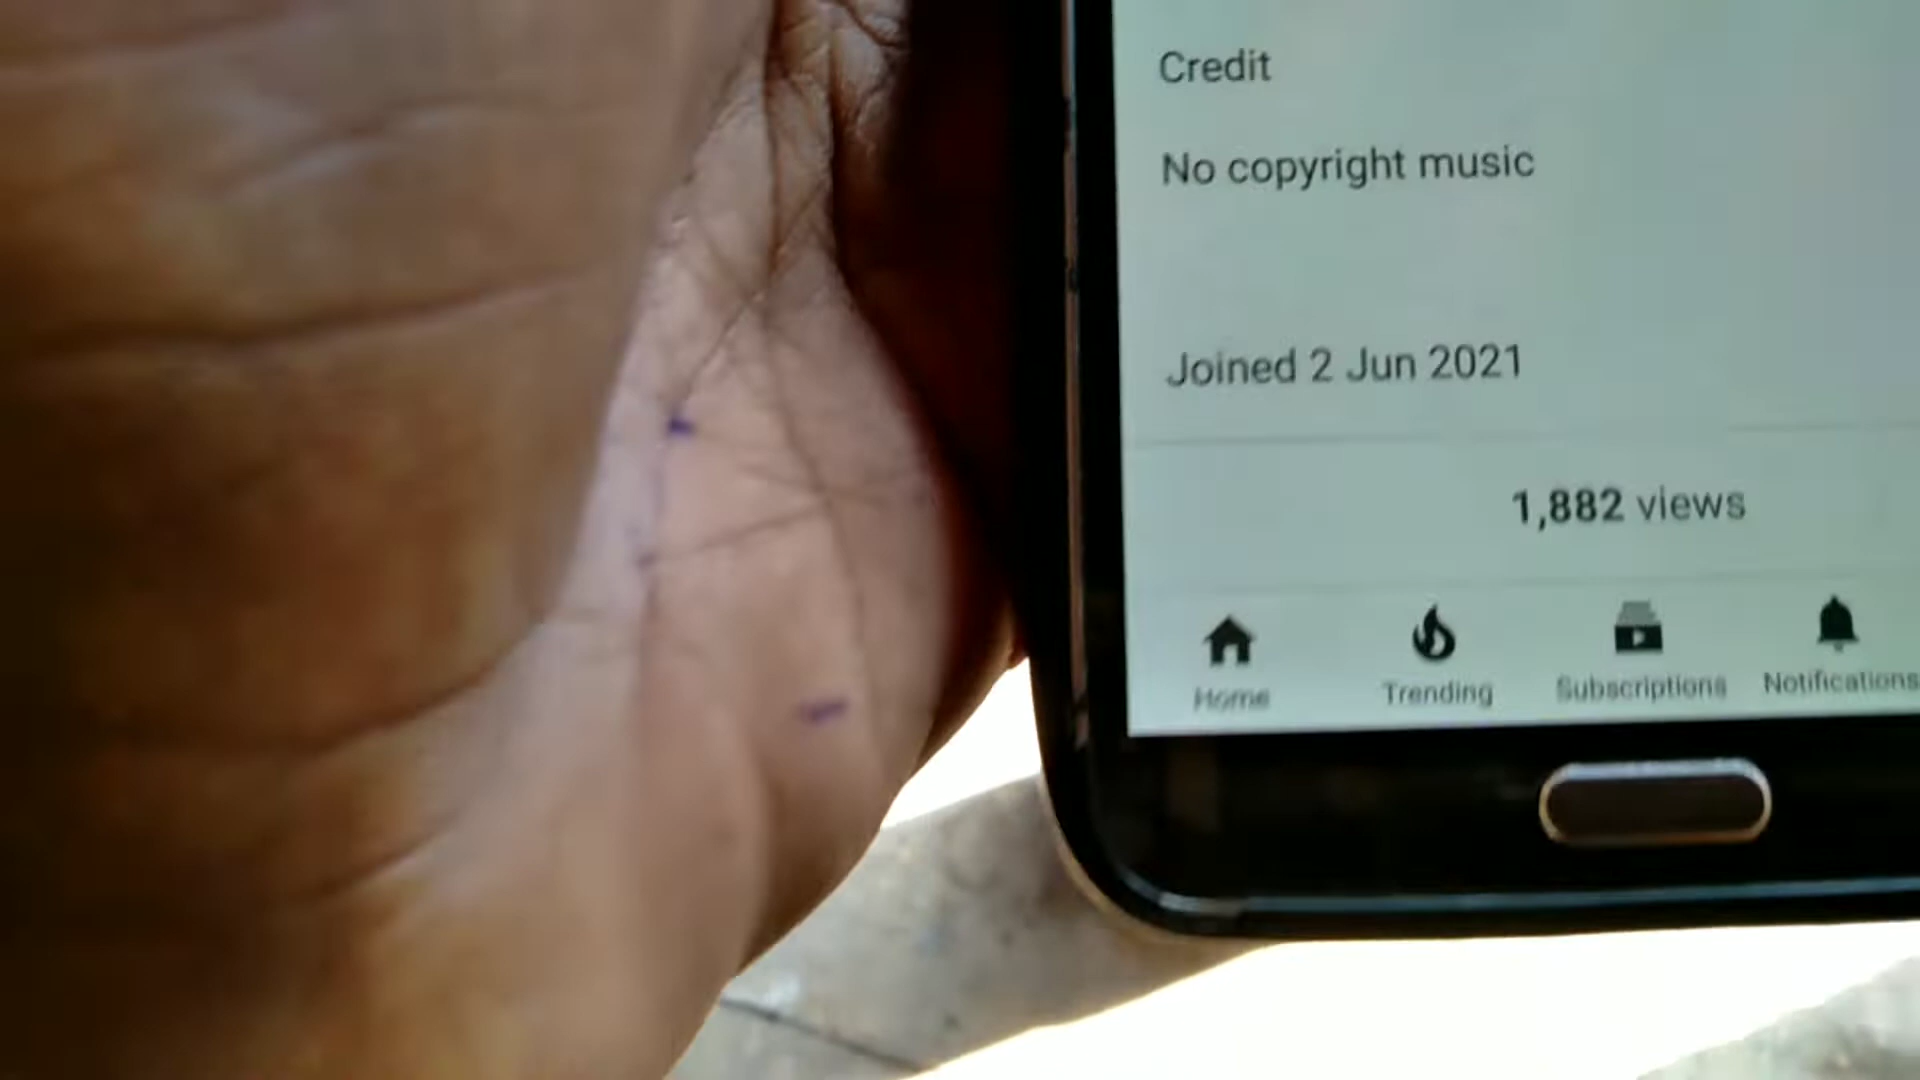 Credit
No copyright music
Joined 2 Jun 2021
1,882 views
Home Trending Subscriptions Notifications